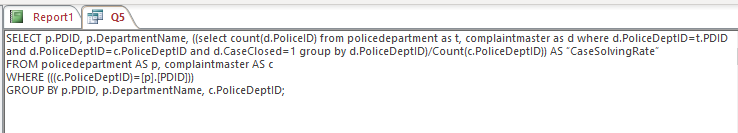 Report1 Q5
SELECT p.PDID, p.DepartmentName, ((select count(d.PoliceID) from policedepartment as t, complaintmaster as d where d.PoliceDeptID=t.PDID
and d.PoliceDeptID=c.PoliceDeptID and d.CaseClosed=1 group by d.PoliceDeptID)/Count(c.PoliceDeptID)) AS "CaseSolvingRate"
FROM policedepartment AS p, complaintmaster AS c
WHERE (((c.PoliceDeptID)=[p].[PDID]))
GROUP BY p.PDID, p.DepartmentName, c.PoliceDeptID;